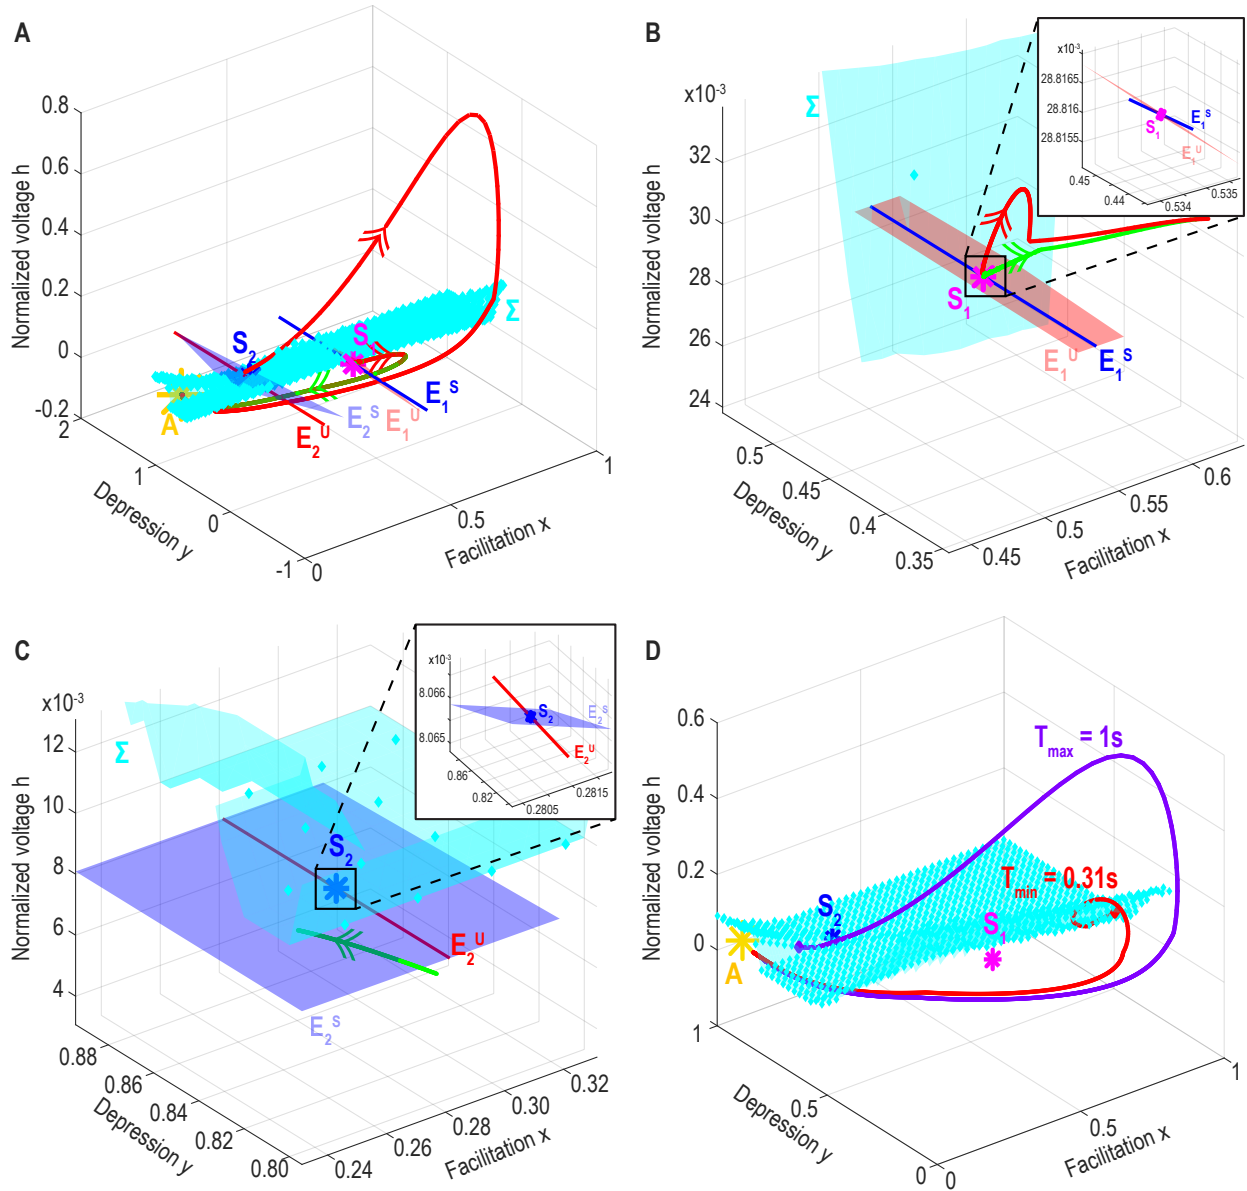 A
0.8
0.6
0.4
0.2
0
-0.2
Normalized voltage h
2
1
0
-1
Depression y
0
0.5
1
Facilitation x
Σ
S2
S1
A
E2U
E2S
E1U
E1S
B
x10-3
32
30
28
26
24
Normalized voltage h
0.5
0.45
0.4
0.35
Depression y
0.45
0.5
0.55
0.6
Facilitation x
Σ
S1
E1U
E1S
x10-3
28.8165
28.816
28.8155
0.45
0.44
0.534
0.535
S1
E1S
E1U
C
x10-3
12
10
8
6
4
Normalized voltage h
0.88
0.86
0.84
0.82
0.80
Depression y
0.24
0.26
0.28
0.30
0.32
Facilitation x
Σ
S2
E2U
E2S
x10-3
8.066
8.065
0.86
0.82
0.2805
0.2815
S2
E2S
E2U
D
0.6
0.4
0.2
0
Normalized voltage h
1
0.5
0
Depression y
0
0.5
1
Facilitation x
Tmax = 1s
Tmin = 0.31s
S2
S1
A